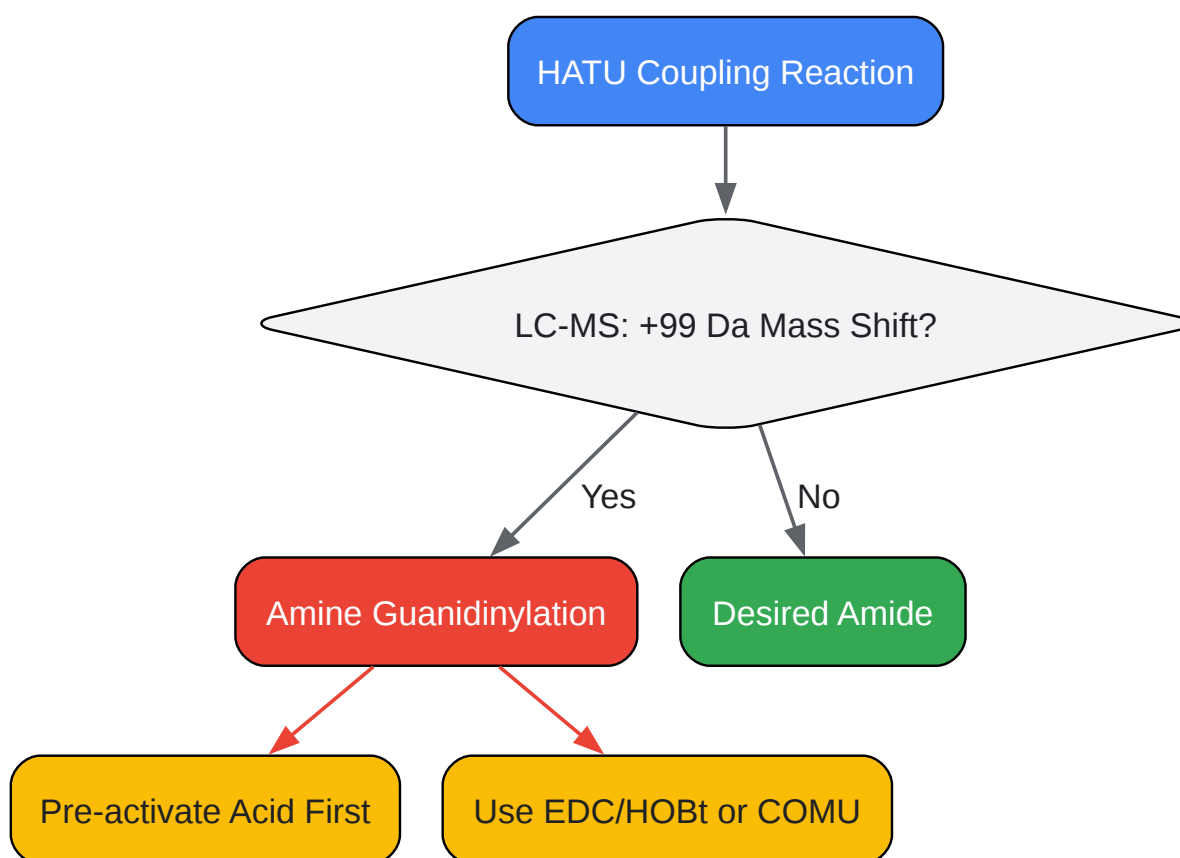 HATU Coupling Reaction
LC-MS: +99 Da Mass Shift?
Yes
No
Amine Guanidinylation
Desired Amide
Pre-activate Acid First
Use EDC/HOBt or COMU